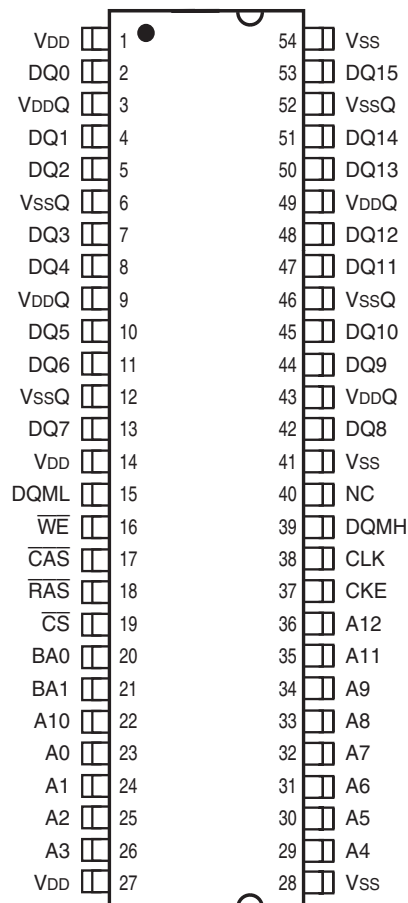 VDD 1 54 VSS
DQ0 2 53 DQ15
VDDQ 3 52 VSSQ
DQ1 4 51 DQ14
DQ2 5 50 DQ13
VSSQ 6 49 VDDQ
DQ3 7 48 DQ12
DQ4 8 47 DQ11
VDDQ 9 46 VSSQ
DQ5 10 45 DQ10
DQ6 11 44 DQ9
VSSQ 12 43 VDDQ
DQ7 13 42 DQ8
VDD 14 41 VSS
DQML 15 40 NC
W̅E̅ 16 39 DQMH
C̅A̅S̅ 17 38 CLK
R̅A̅S̅ 18 37 CKE
C̅S̅ 19 36 A12
BA0 20 35 A11
BA1 21 34 A9
A10 22 33 A8
A0 23 32 A7
A1 24 31 A6
A2 25 30 A5
A3 26 29 A4
VDD 27 28 VSS